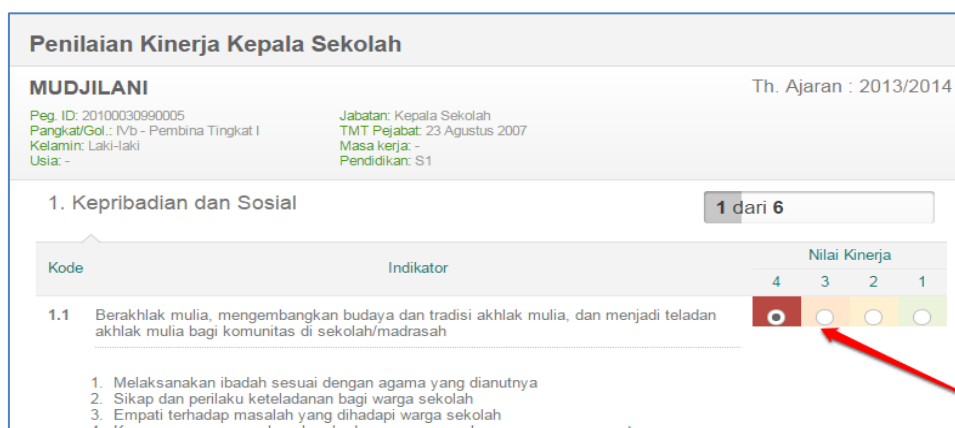 Penilaian Kinerja Kepala Sekolah
MUDJILANI
Th. Ajaran : 2013/2014
Peg. ID: 20100030990005
Jabatan: Kepala Sekolah
Pangkat/Gol.: IVb - Pembina Tingkat I
TMT Pejabat: 23 Agustus 2007
Kelamin: Laki-laki
Masa kerja: -
Usia: -
Pendidikan: S1
1. Kepribadian dan Sosial
1 dari 6
Kode
Indikator
Nilai Kinerja
4 3 2 1
1.1 Berakhlak mulia, mengembangkan budaya dan tradisi akhlak mulia, dan menjadi teladan
akhlak mulia bagi komunitas di sekolah/madrasah
1. Melaksanakan ibadah sesuai dengan agama yang dianutnya
2. Sikap dan perilaku keteladanan bagi warga sekolah
3. Empati terhadap masalah yang dihadapi warga sekolah